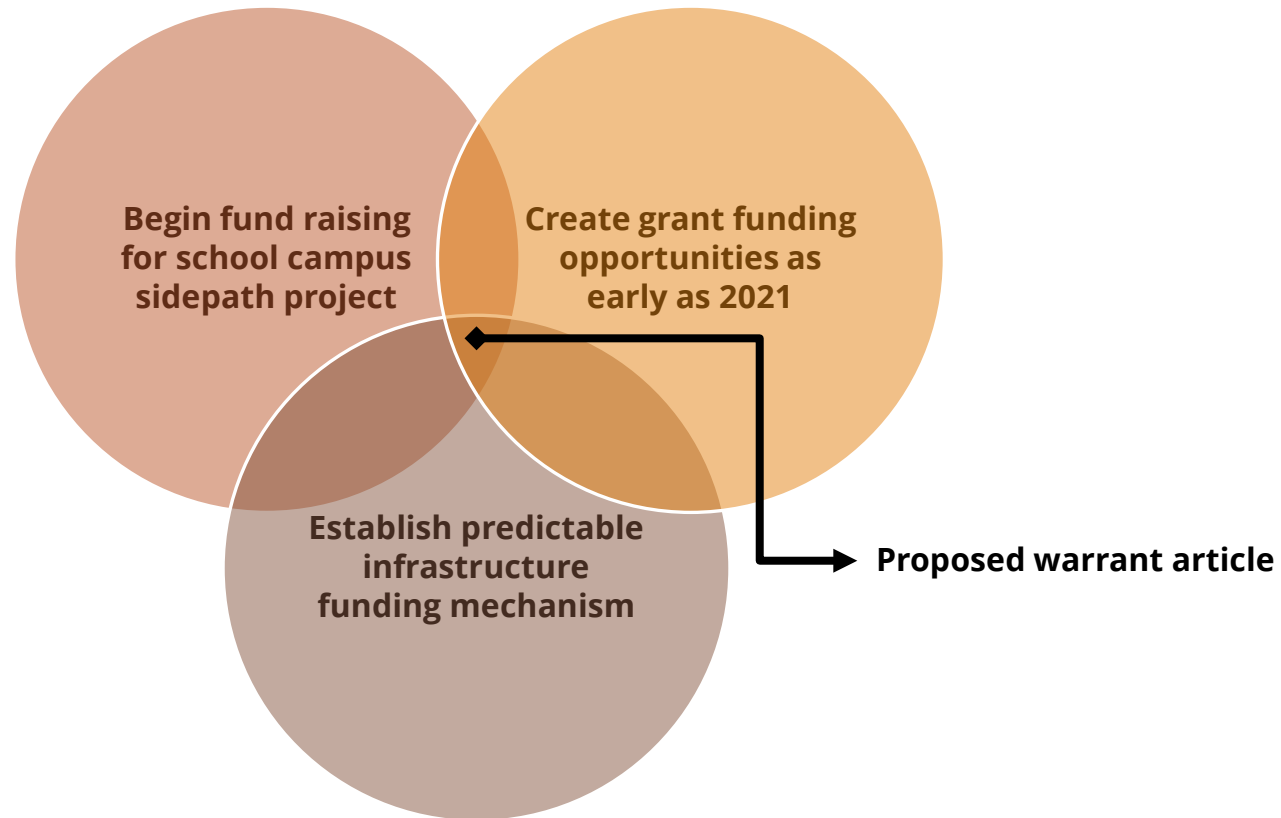 Begin fund raising
for school campus
sidepath project
Create grant funding
opportunities as
early as 2021
Establish predictable
infrastructure
funding mechanism
Proposed warrant article